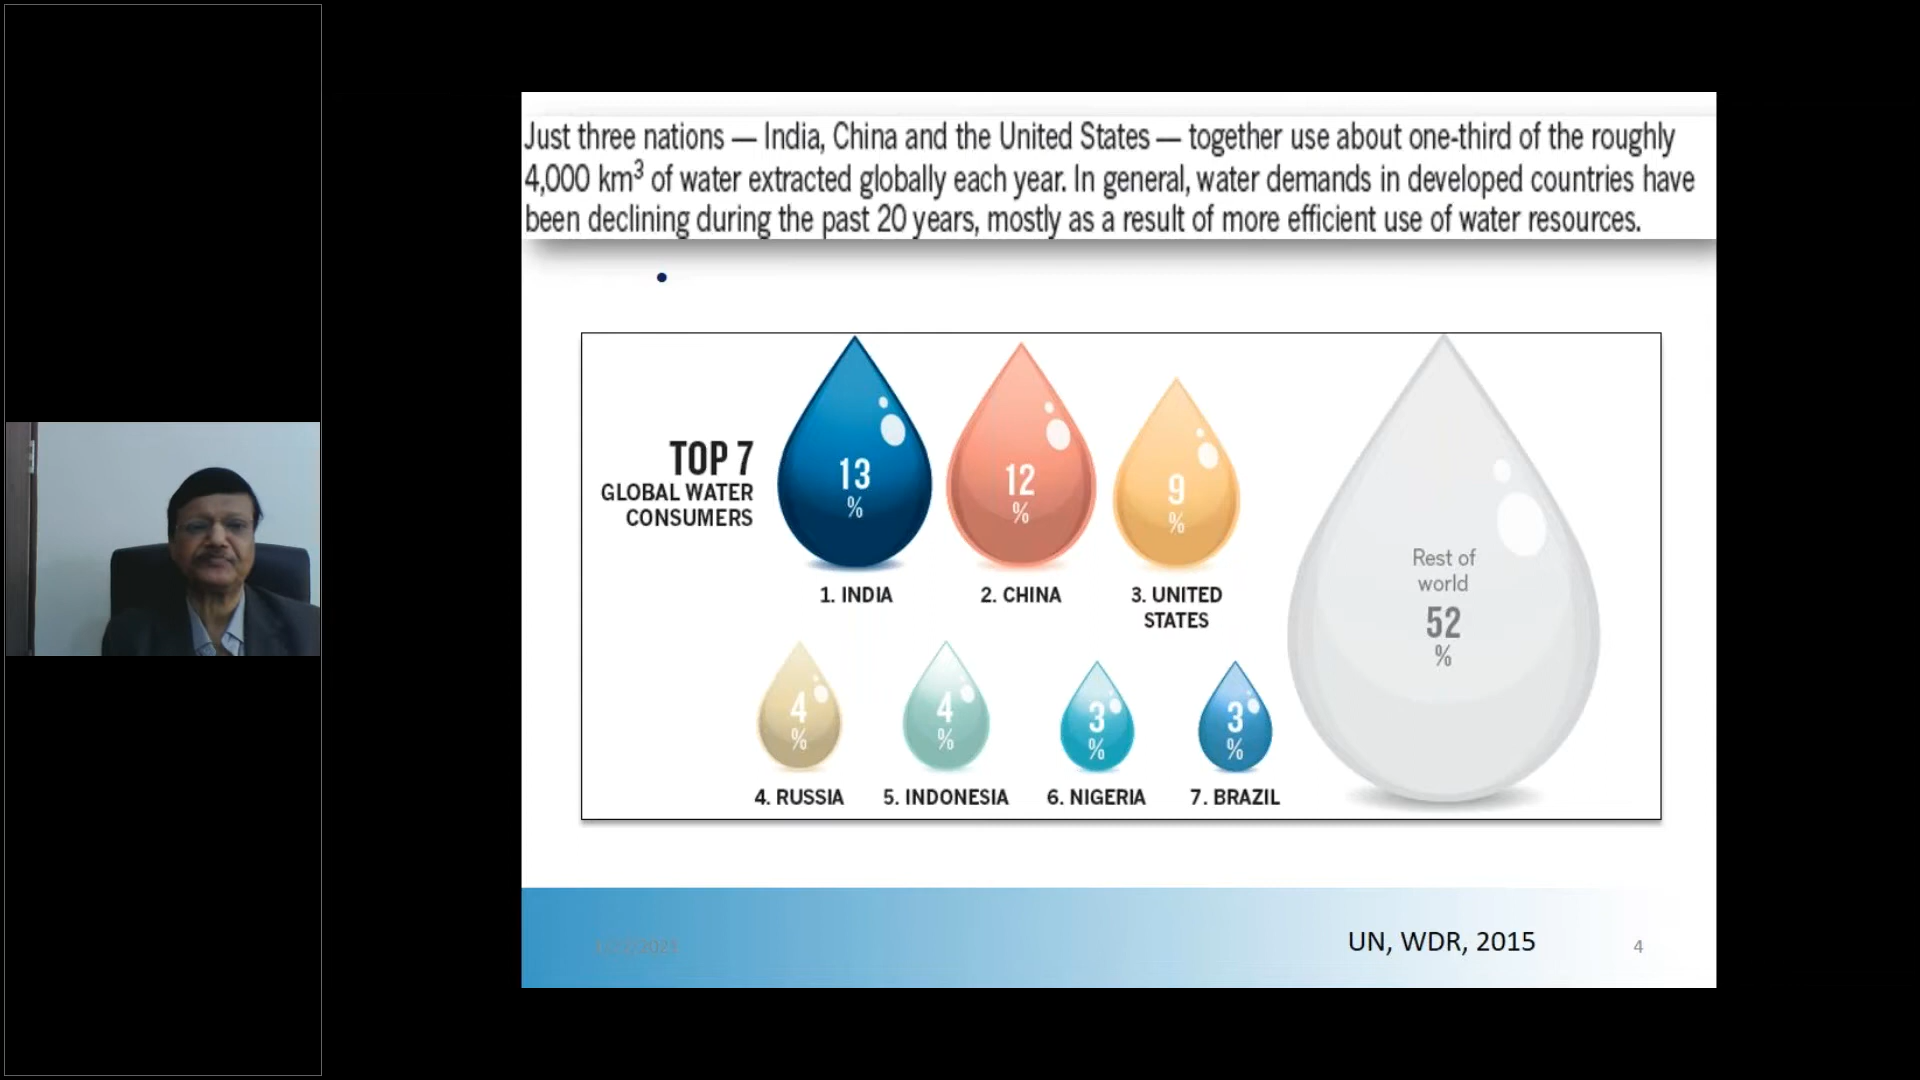 Just three nations — India, China and the United States — together use about one-third of the roughly
4,000 km³ of water extracted globally each year. In general, water demands in developed countries have
been declining during the past 20 years, mostly as a result of more efficient use of water resources.
•
TOP 7
GLOBAL WATER
CONSUMERS
13
%
1. INDIA
12
%
2. CHINA
9
%
3. UNITED
STATES
4
%
4. RUSSIA
4
%
5. INDONESIA
3
%
6. NIGERIA
3
%
7. BRAZIL
Rest of
world
52
%
UN, WDR, 2015
4